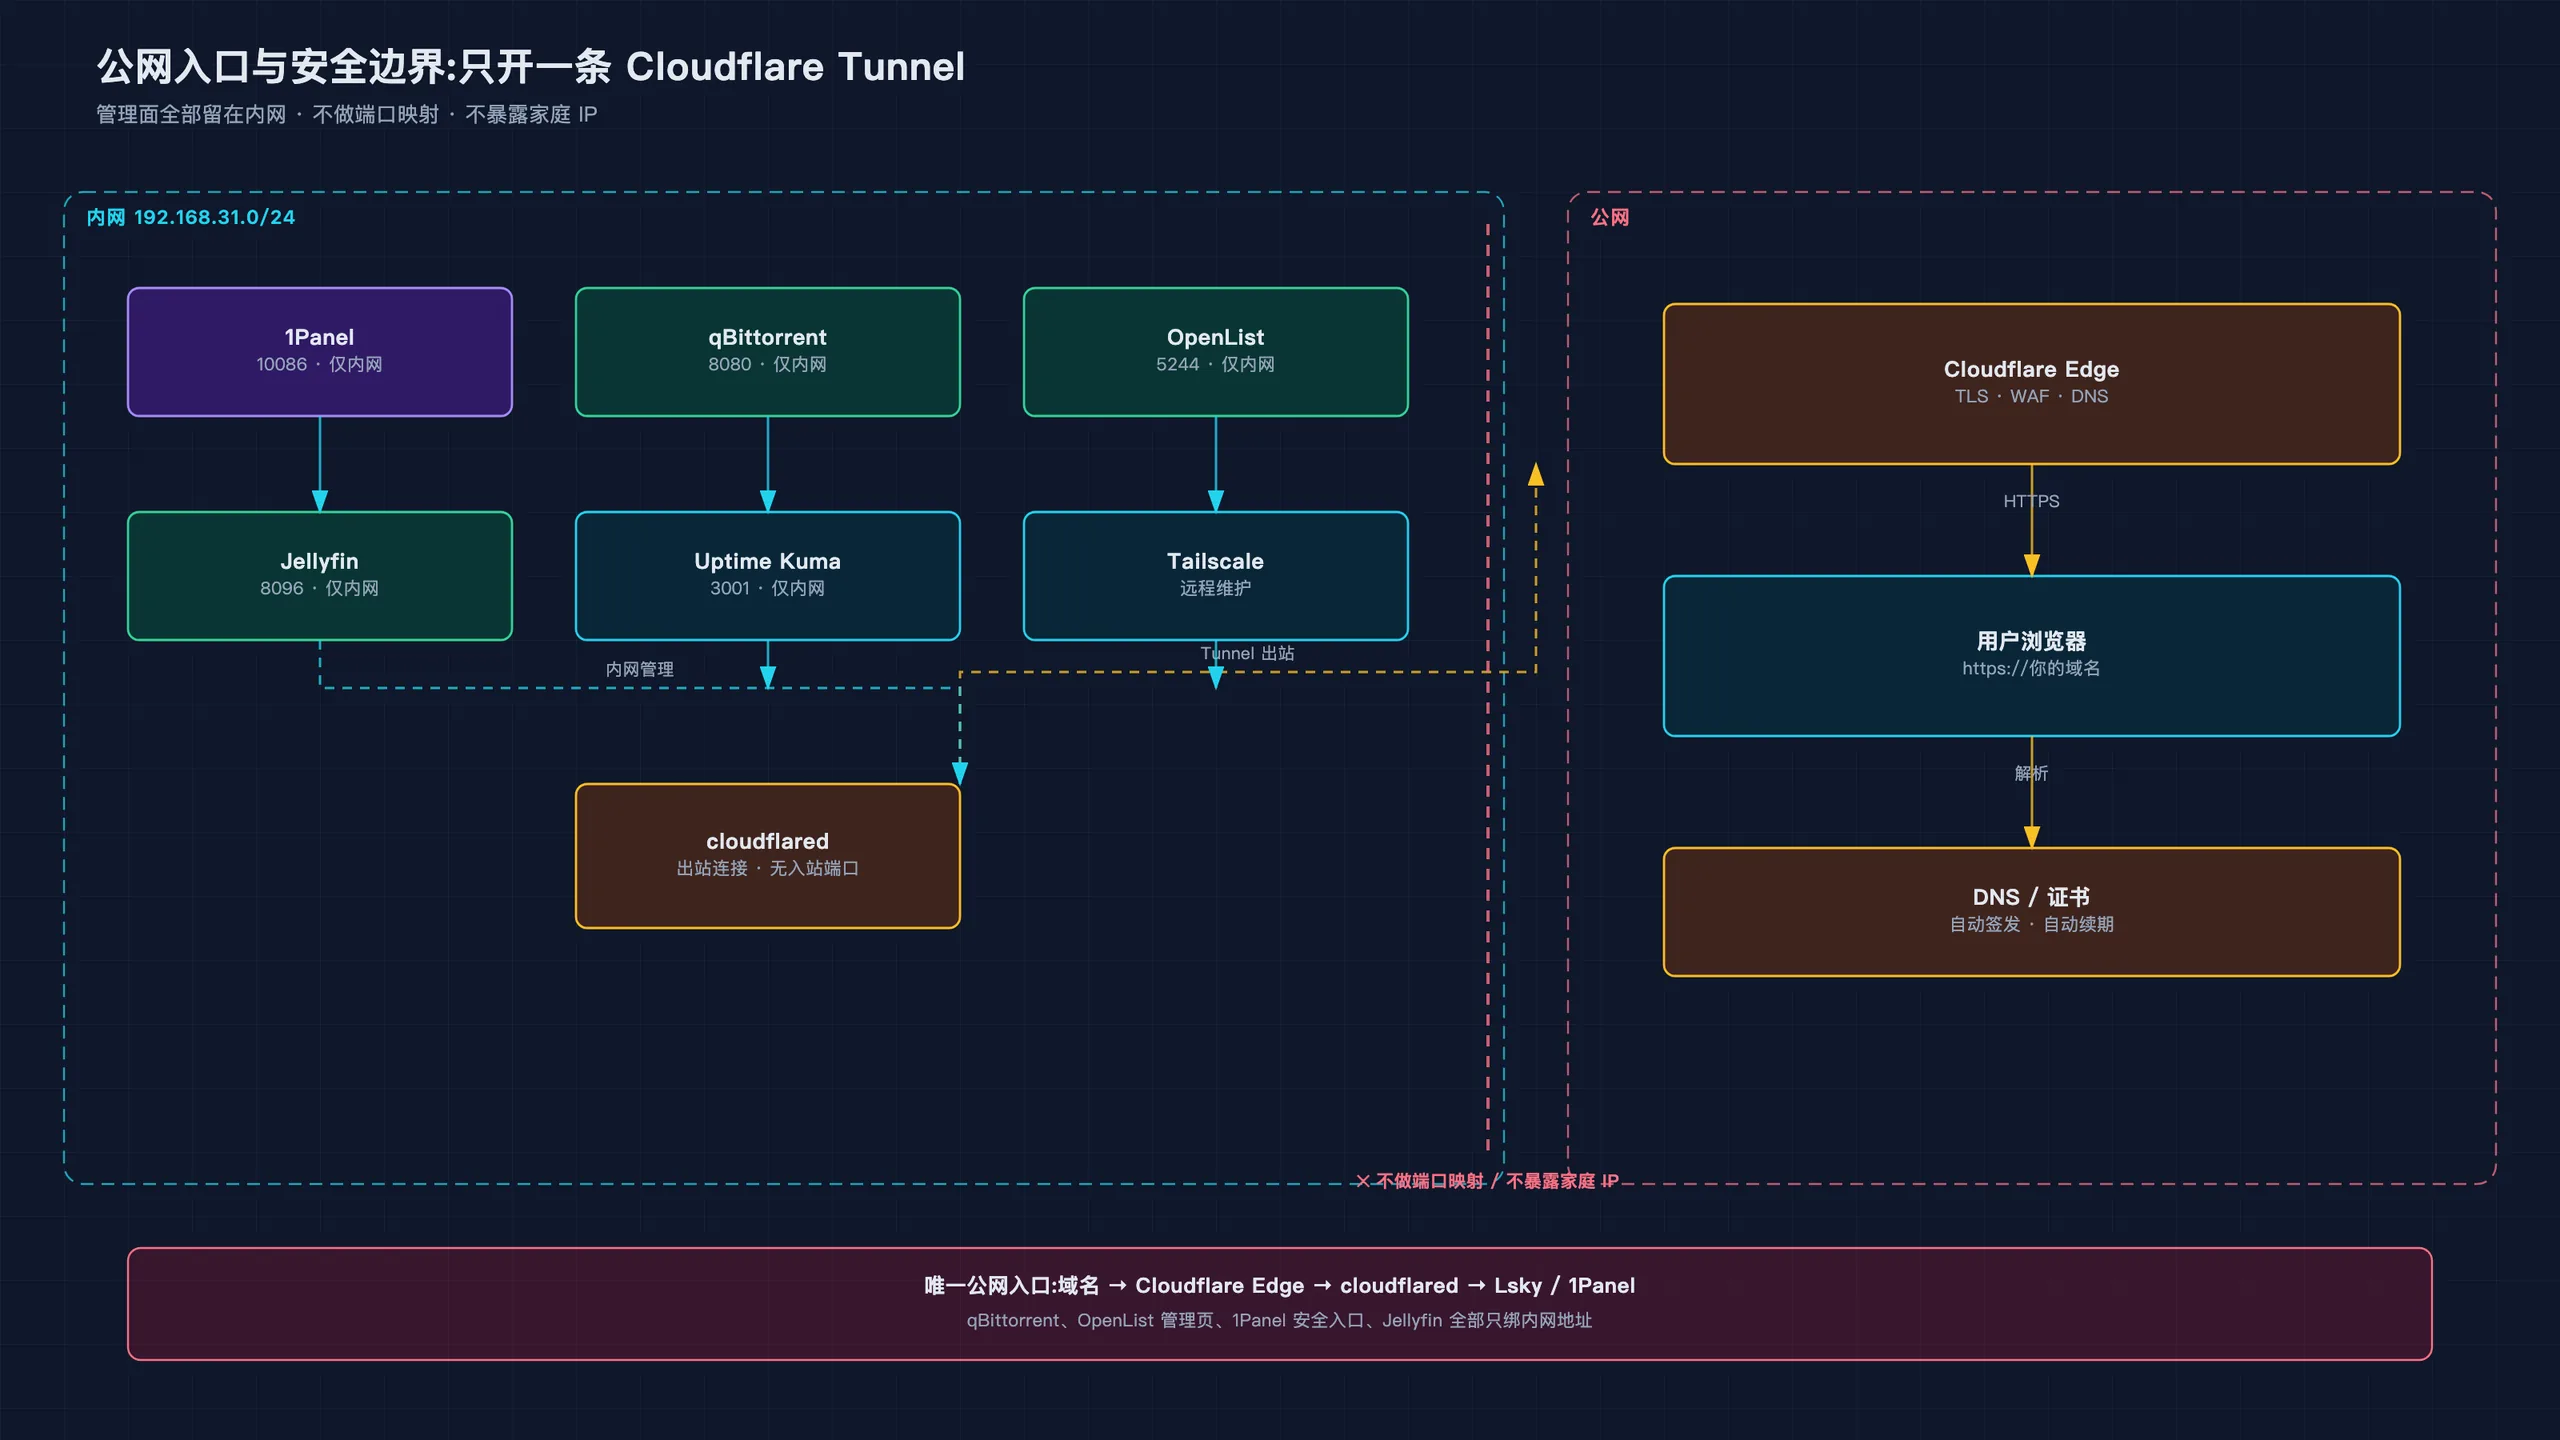 公网入口与安全边界:只开一条 Cloudflare Tunnel
管理面全部留在内网 · 不做端口映射 · 不暴露家庭 IP
内网 192.168.31.0/24
1Panel
10086 · 仅内网
qBittorrent
8080 · 仅内网
OpenList
5244 · 仅内网
Jellyfin
8096 · 仅内网
Uptime Kuma
3001 · 仅内网
Tailscale
远程维护
内网管理
Tunnel 出站
cloudflared
出站连接 · 无入站端口
公网
Cloudflare Edge
TLS · WAF · DNS
HTTPS
用户浏览器
https://你的域名
解析
DNS / 证书
自动签发 · 自动续期
× 不做端口映射 / 不暴露家庭 IP
唯一公网入口:域名 → Cloudflare Edge → cloudflared → Lsky / 1Panel
qBittorrent、OpenList 管理页、1Panel 安全入口、Jellyfin 全部只绑内网地址